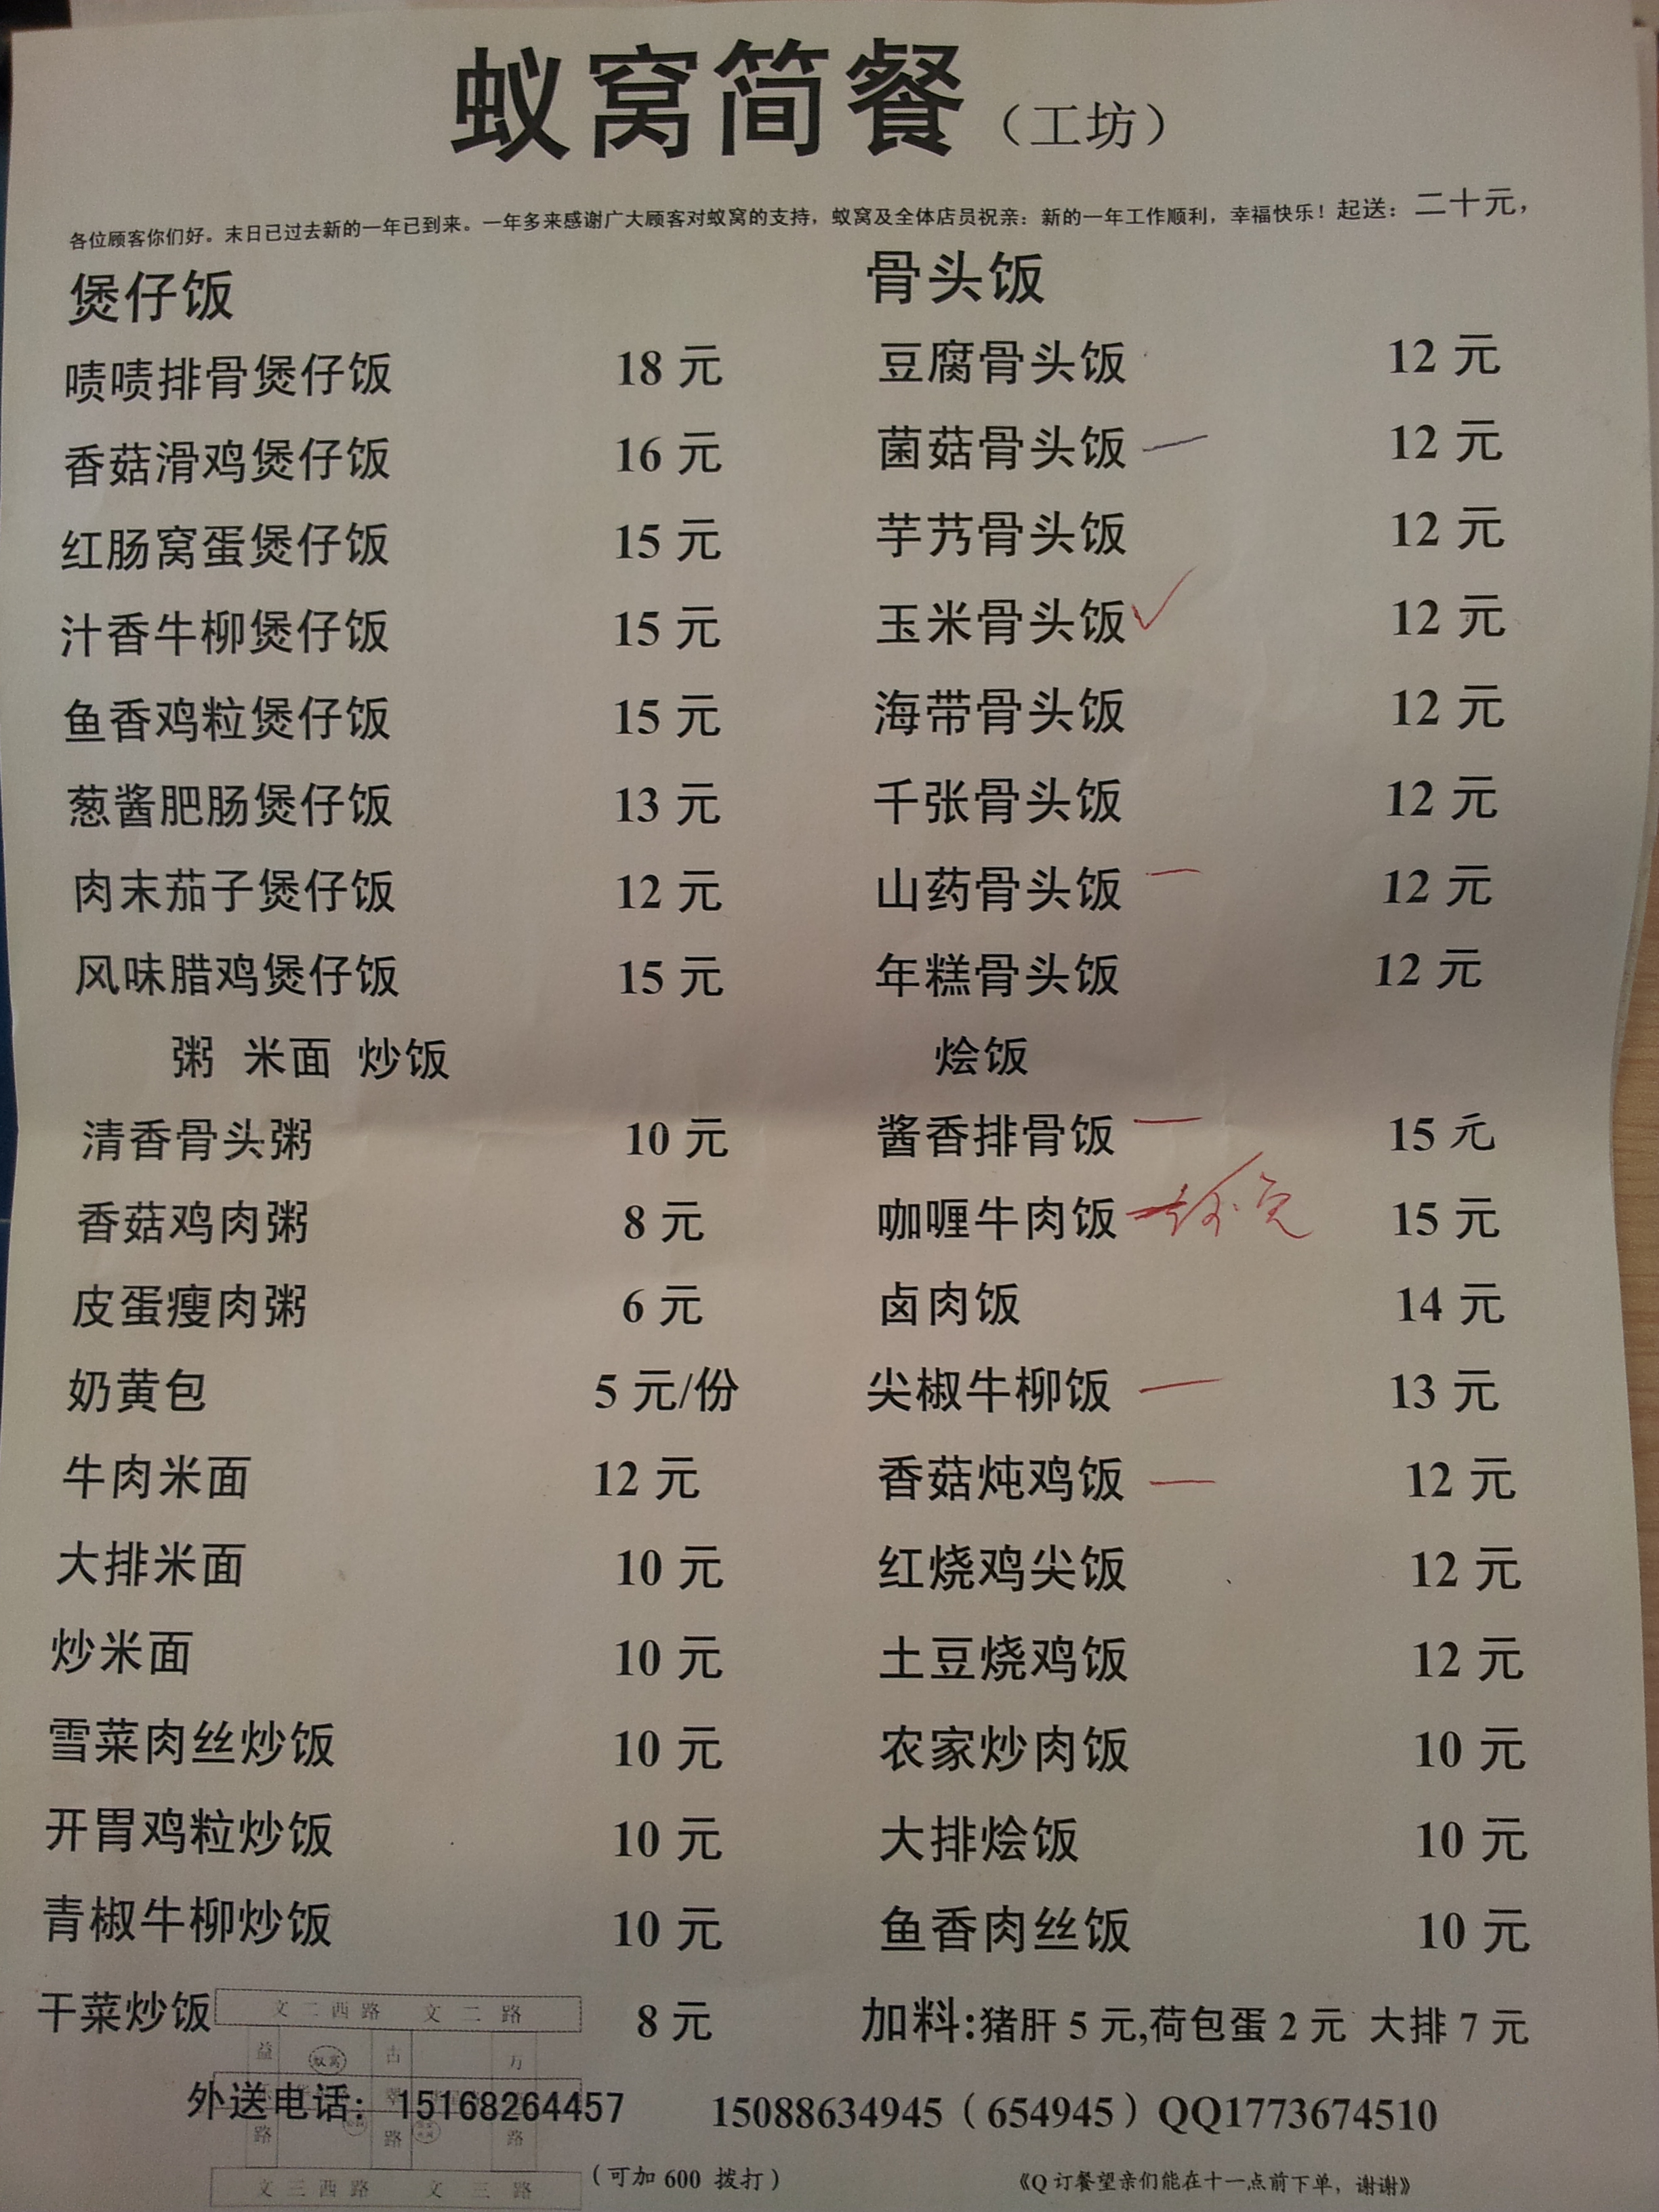 蚁窝简餐（工坊）
各位顾客你们好。末日已过去新的一年已到来。一年多来感谢广大顾客对蚁窝的支持，蚁窝及全体店员祝亲：新的一年工作顺利，幸福快乐！起送：二十元，
煲仔饭
啧啧排骨煲仔饭 18 元
香菇滑鸡煲仔饭 16 元
红肠窝蛋煲仔饭 15 元
汁香牛柳煲仔饭 15 元
鱼香鸡粒煲仔饭 15 元
葱酱肥肠煲仔饭 13 元
肉末茄子煲仔饭 12 元
风味腊鸡煲仔饭 15 元
骨头饭
豆腐骨头饭 12 元
菌菇骨头饭 12 元
芋艿骨头饭 12 元
玉米骨头饭 12 元
海带骨头饭 12 元
千张骨头饭 12 元
山药骨头饭 12 元
年糕骨头饭 12 元
粥 米面 炒饭
清香骨头粥 10 元
香菇鸡肉粥 8 元
皮蛋瘦肉粥 6 元
奶黄包 5 元/份
牛肉米面 12 元
大排米面 10 元
炒米面 10 元
雪菜肉丝炒饭 10 元
开胃鸡粒炒饭 10 元
青椒牛柳炒饭 10 元
干菜炒饭 8 元
烩饭
酱香排骨饭 15 元
咖喱牛肉饭 15 元
卤肉饭 14 元
尖椒牛柳饭 13 元
香菇炖鸡饭 12 元
红烧鸡尖饭 12 元
土豆烧鸡饭 12 元
农家炒肉饭 10 元
大排烩饭 10 元
鱼香肉丝饭 10 元
加料:猪肝 5 元,荷包蛋 2 元 大排 7 元
文二西路 文二路
益 蚁窝 古 万
外送电话：15168264457 15088634945（654945）QQ1773674510
路 路 路
（可加 600 拨打） 《Q 订餐望亲们能在十一点前下单，谢谢》
文三西路 文三路